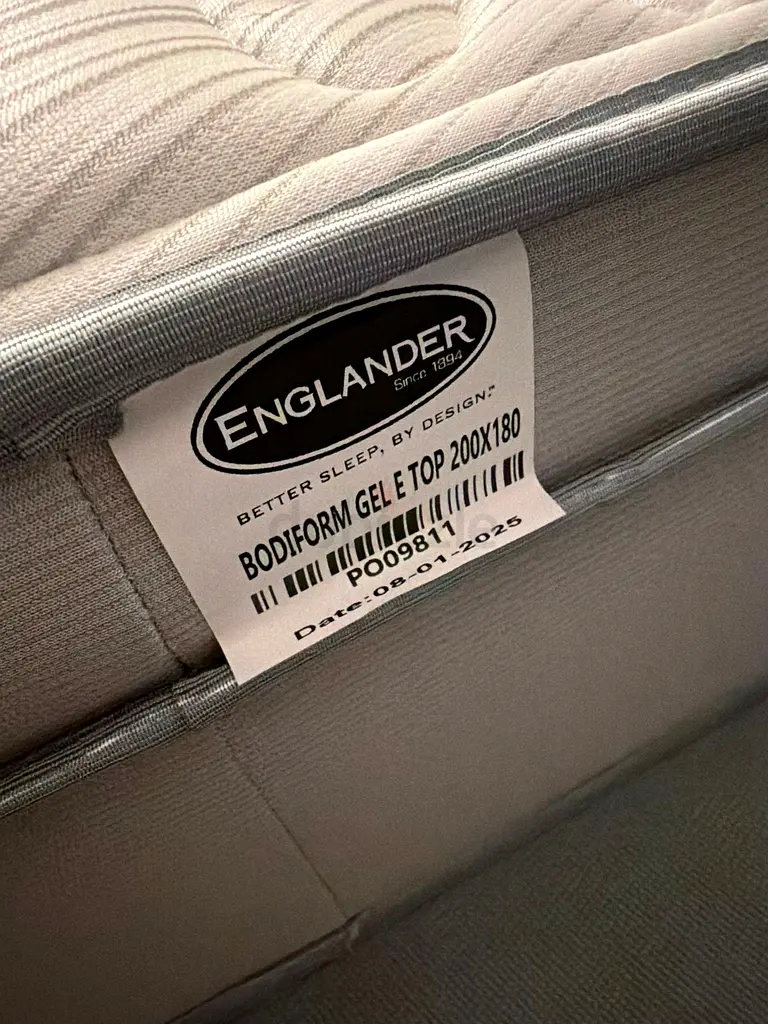 ENGLANDER
Since 1894
BETTER SLEEP, BY DESIGN.™
BODIFORM GEL E TOP 200X180
PO09811
Date:08-01-2025